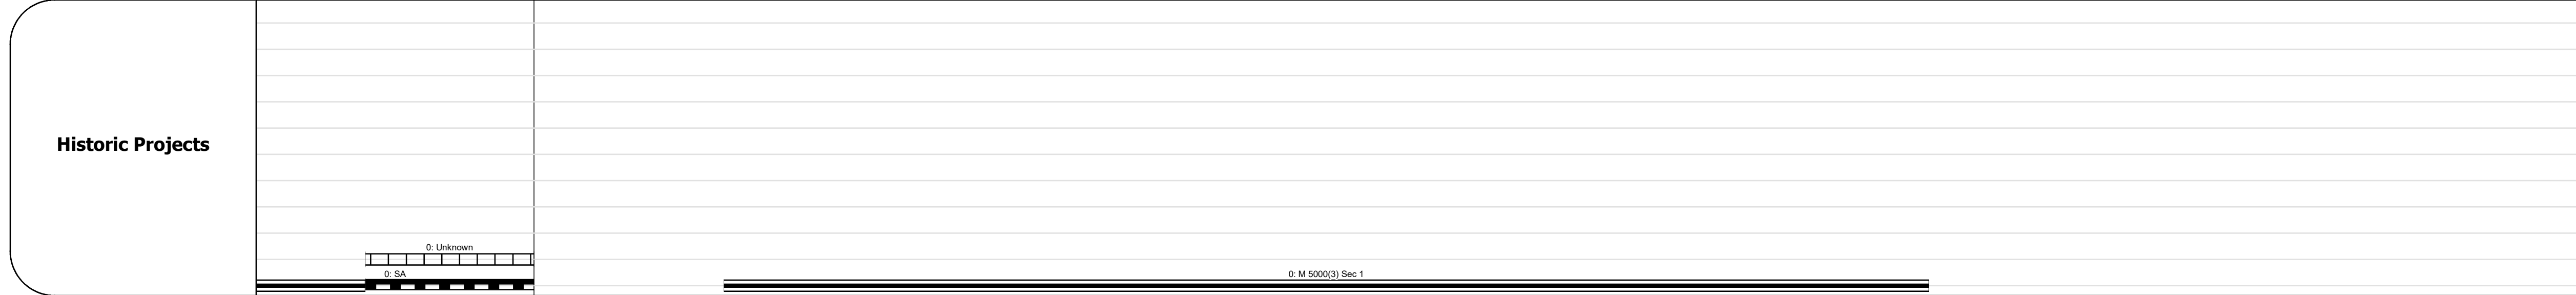 Historic Projects
0: Unknown
0: SA
0: M 5000(3) Sec 1